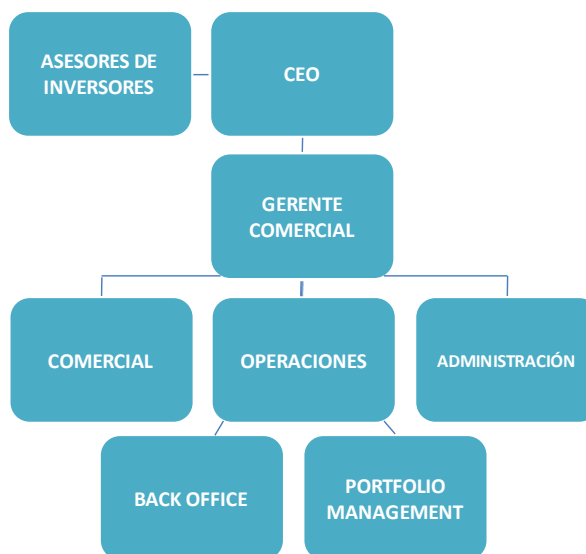 ASESORES DE
INVERSORES
CEO
GERENTE
COMERCIAL
COMERCIAL
OPERACIONES
ADMINISTRACIÓN
BACK OFFICE
PORTFOLIO
MANAGEMENT